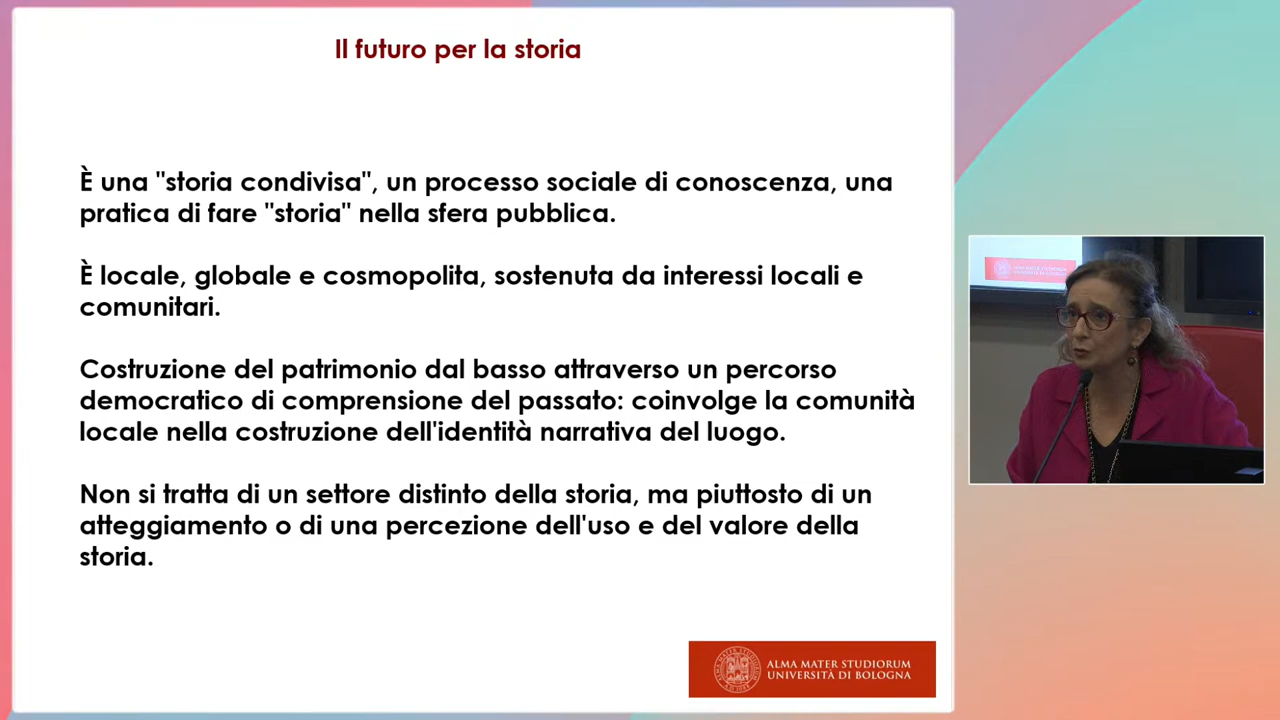 Il futuro per la storia
È una "storia condivisa", un processo sociale di conoscenza, una
pratica di fare "storia" nella sfera pubblica.
È locale, globale e cosmopolita, sostenuta da interessi locali e
comunitari.
Costruzione del patrimonio dal basso attraverso un percorso
democratico di comprensione del passato: coinvolge la comunità
locale nella costruzione dell'identità narrativa del luogo.
Non si tratta di un settore distinto della storia, ma piuttosto di un
atteggiamento o di una percezione dell'uso e del valore della
storia.
ALMA MATER STUDIORUM
UNIVERSITÀ DI BOLOGNA